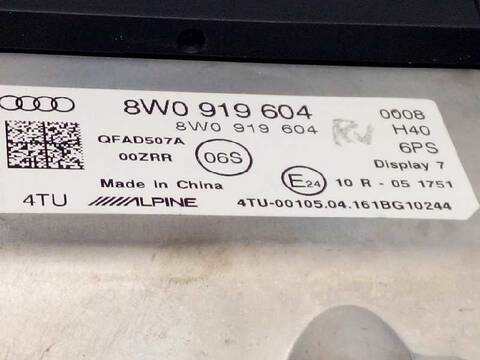 8W0 919 604
8W0 919 604
0608
H40
6PS
Display 7
QFAD507A
00ZRR
06S
Made In China
E24
10 R - 05 1751
4TU
ALPINE
4TU-00105.04.161BG10244